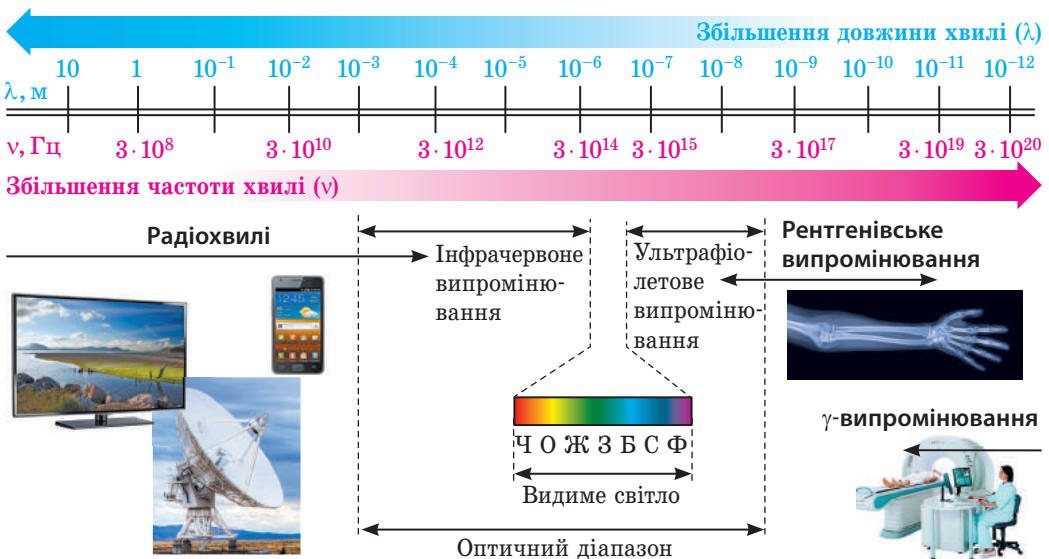 Збільшення довжини хвилі (λ)
10 1 10⁻¹ 10⁻² 10⁻³ 10⁻⁴ 10⁻⁵ 10⁻⁶ 10⁻⁷ 10⁻⁸ 10⁻⁹ 10⁻¹⁰ 10⁻¹¹ 10⁻¹²
λ, м
ν, Гц 3·10⁸ 3·10¹⁰ 3·10¹² 3·10¹⁴ 3·10¹⁵ 3·10¹⁷ 3·10¹⁹ 3·10²⁰
Збільшення частоти хвилі (ν)
Радіохвилі
Інфрачервоне
випроміню-
вання
Ультрафіо-
летове
випроміню-
вання
Рентгенівське
випромінювання
γ-випромінювання
Ч О Ж З Б С Ф
Видиме світло
Оптичний діапазон